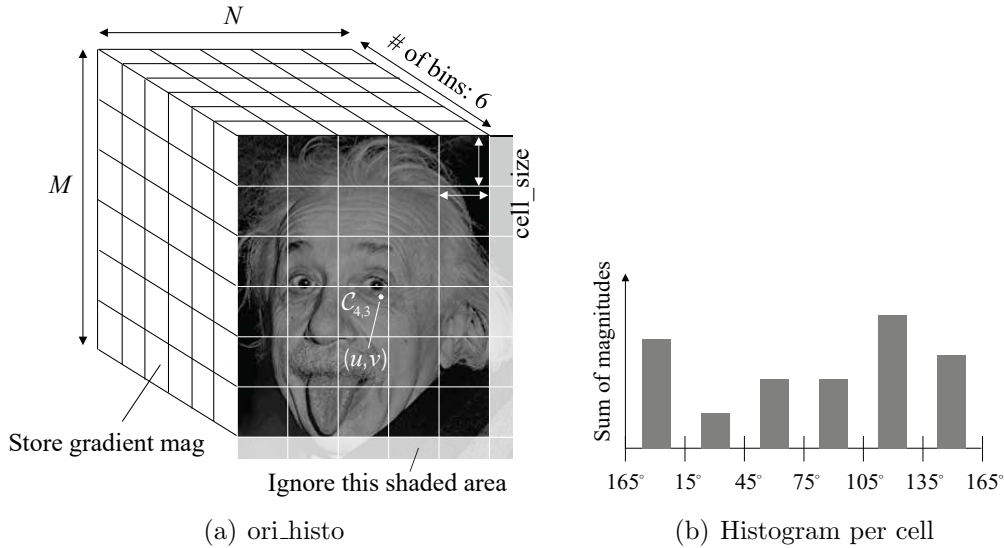 N
# of bins: 6
M
cell_size
C4,3
(u,v)
Store gradient mag
Ignore this shaded area
(a) ori_histo
Sum of magnitudes
165° 15° 45° 75° 105° 135° 165°
(b) Histogram per cell